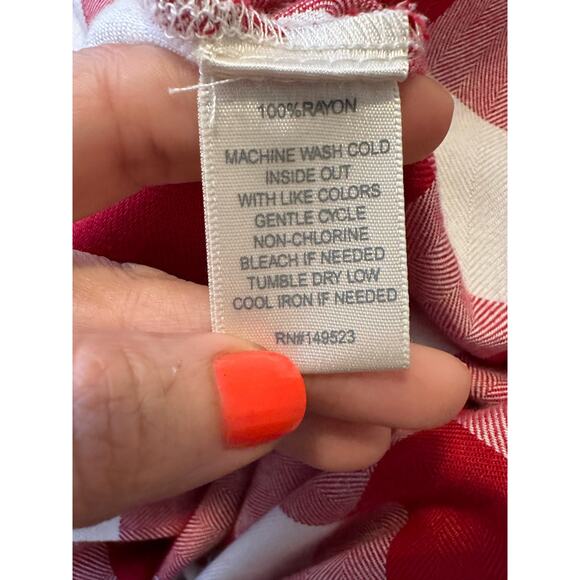 100%RAYON
MACHINE WASH COLD
INSIDE OUT
WITH LIKE COLORS
GENTLE CYCLE
NON-CHLORINE
BLEACH IF NEEDED
TUMBLE DRY LOW
COOL IRON IF NEEDED
RN#149523